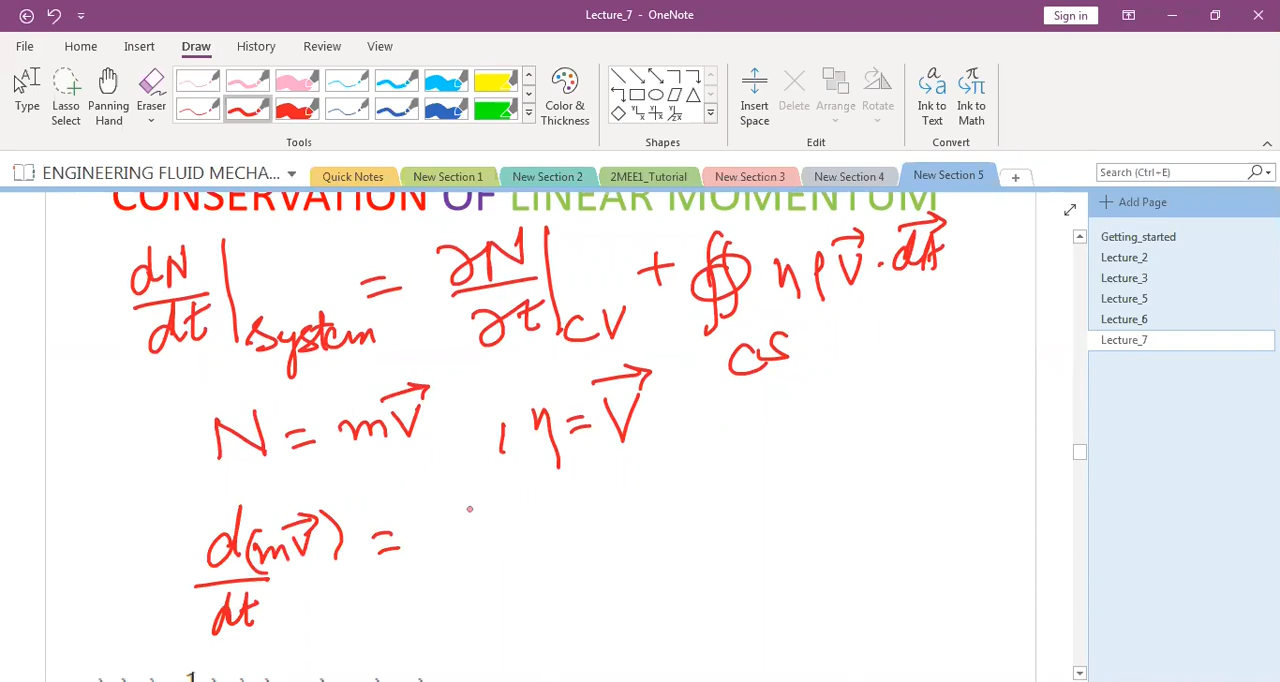 Lecture_7 - OneNote
Sign in
File Home Insert Draw History Review View
Type Lasso Select Panning Hand Eraser Color & Thickness Insert Space Delete Arrange Rotate Ink to Text Ink to Math
Tools Shapes Edit Convert
ENGINEERING FLUID MECHA... Quick Notes New Section 1 New Section 2 2MEE1_Tutorial New Section 3 New Section 4 New Section 5 Search (Ctrl+E)
Add Page
Getting_started
Lecture_2
Lecture_3
Lecture_5
Lecture_6
Lecture_7
CONSERVATION OF LINEAR MOMENTUM
dN/dt|system = ∂N/∂t|CV + ∯CS ηρV⃗ · dA⃗
N = mV⃗ , η = V⃗
d(mV⃗)/dt =